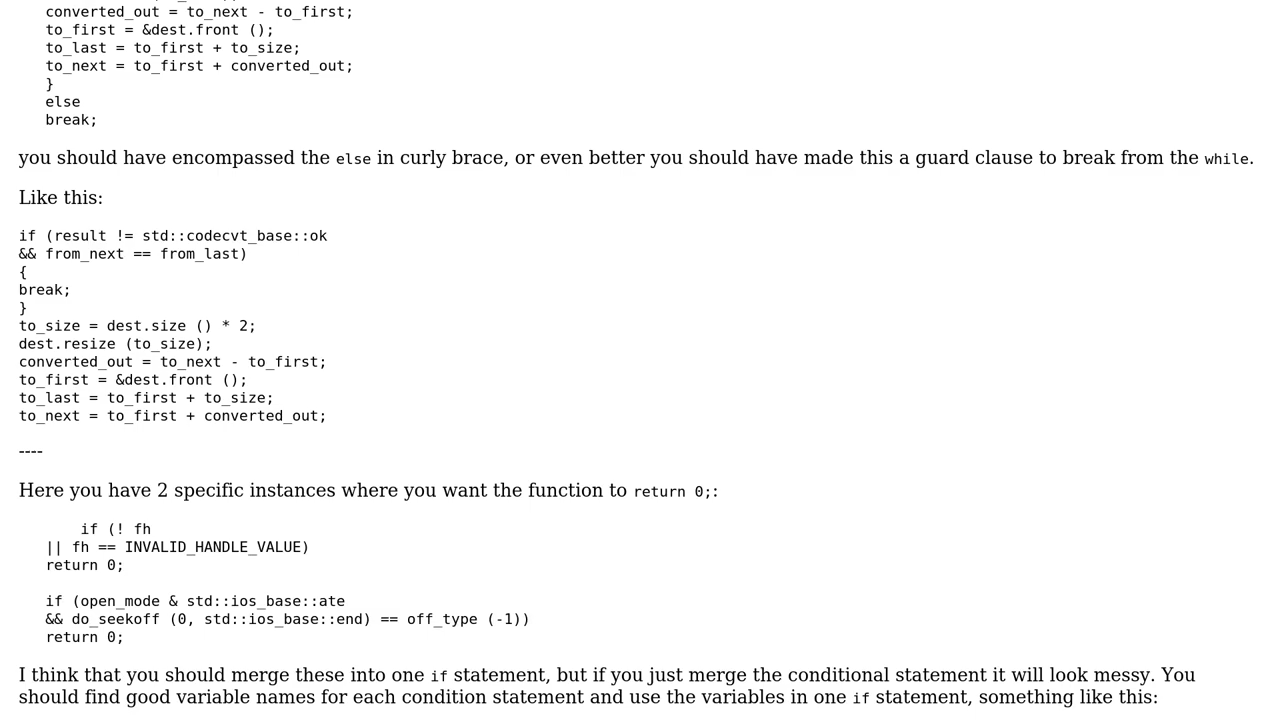 converted_out = to_next - to_first;
to_first = &dest.front ();
to_last = to_first + to_size;
to_next = to_first + converted_out;
}
else
break;
you should have encompassed the else in curly brace, or even better you should have made this a guard clause to break from the while.
Like this:
if (result != std::codecvt_base::ok
&& from_next == from_last)
{
break;
}
to_size = dest.size () * 2;
dest.resize (to_size);
converted_out = to_next - to_first;
to_first = &dest.front ();
to_last = to_first + to_size;
to_next = to_first + converted_out;
----
Here you have 2 specific instances where you want the function to return 0;:
if (! fh
|| fh == INVALID_HANDLE_VALUE)
return 0;
if (open_mode & std::ios_base::ate
&& do_seekoff (0, std::ios_base::end) == off_type (-1))
return 0;
I think that you should merge these into one if statement, but if you just merge the conditional statement it will look messy. You
should find good variable names for each condition statement and use the variables in one if statement, something like this: